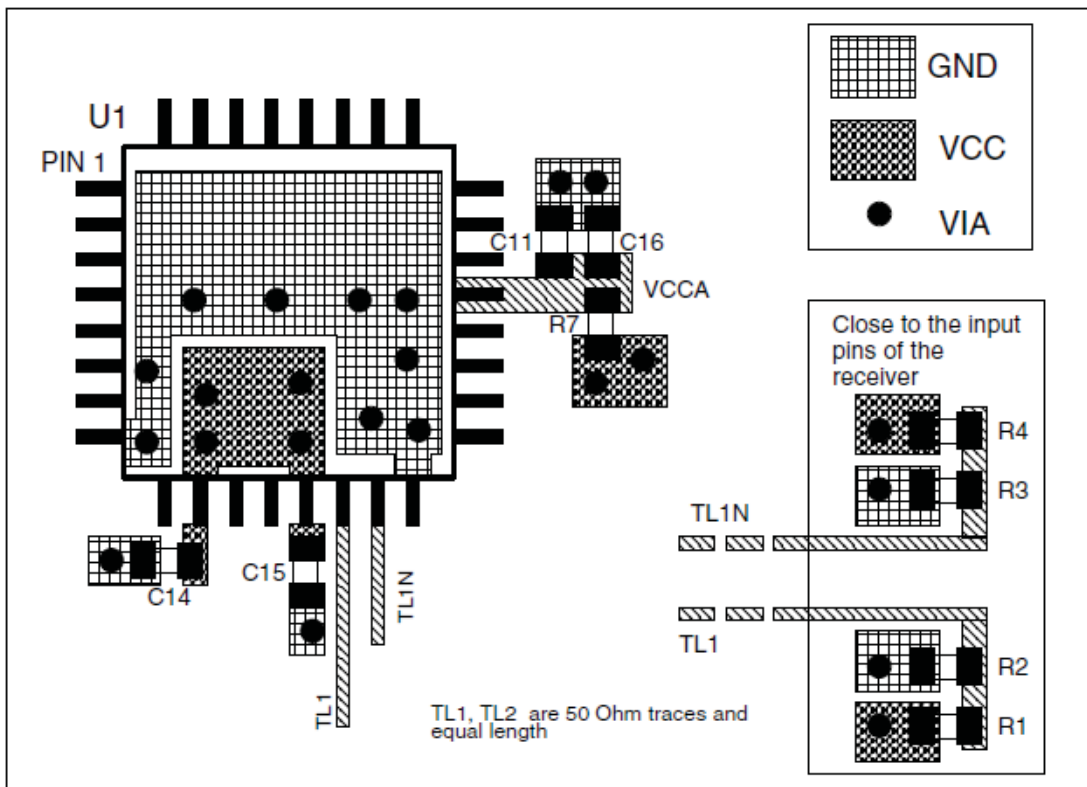 U1
PIN 1
C11
C16
VCCA
R7
C14
C15
TL1
TL1N
TL1, TL2 are 50 Ohm traces and
equal length
GND
VCC
VIA
Close to the input
pins of the
receiver
R4
R3
TL1N
TL1
R2
R1